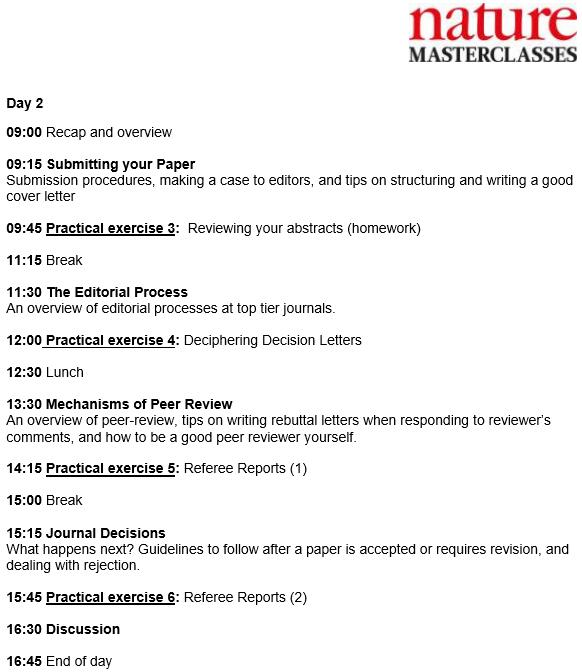 nature
MASTERCLASSES
Day 2
09:00 Recap and overview
09:15 Submitting your Paper
Submission procedures, making a case to editors, and tips on structuring and writing a good
cover letter
09:45 Practical exercise 3:  Reviewing your abstracts (homework)
11:15 Break
11:30 The Editorial Process
An overview of editorial processes at top tier journals.
12:00 Practical exercise 4: Deciphering Decision Letters
12:30 Lunch
13:30 Mechanisms of Peer Review
An overview of peer-review, tips on writing rebuttal letters when responding to reviewer's
comments, and how to be a good peer reviewer yourself.
14:15 Practical exercise 5: Referee Reports (1)
15:00 Break
15:15 Journal Decisions
What happens next? Guidelines to follow after a paper is accepted or requires revision, and
dealing with rejection.
15:45 Practical exercise 6: Referee Reports (2)
16:30 Discussion
16:45 End of day